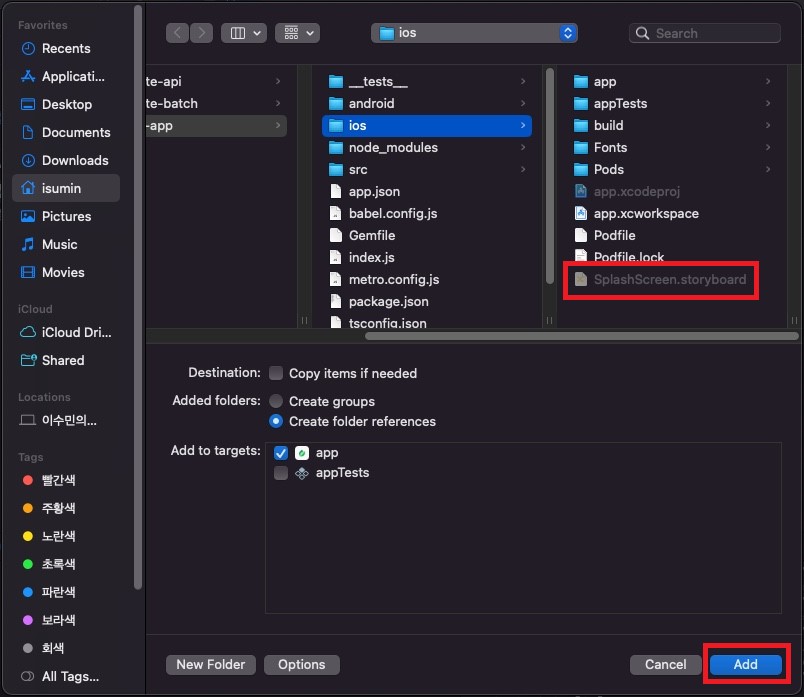 Favorites
Recents
Applicati...
Desktop
Documents
Downloads
isumin
Pictures
Music
Movies
iCloud
iCloud Dri...
Shared
Locations
이수민의...
Tags
빨간색
주황색
노란색
초록색
파란색
보라색
회색
All Tags...
ios
Search
te-api
te-batch
-app
__tests__
android
ios
node_modules
src
app.json
babel.config.js
Gemfile
index.js
metro.config.js
package.json
tsconfig.json
app
appTests
build
Fonts
Pods
app.xcodeproj
app.xcworkspace
Podfile
Podfile.lock
SplashScreen.storyboard
Destination: Copy items if needed
Added folders: Create groups
Create folder references
Add to targets: app
appTests
New Folder Options Cancel Add